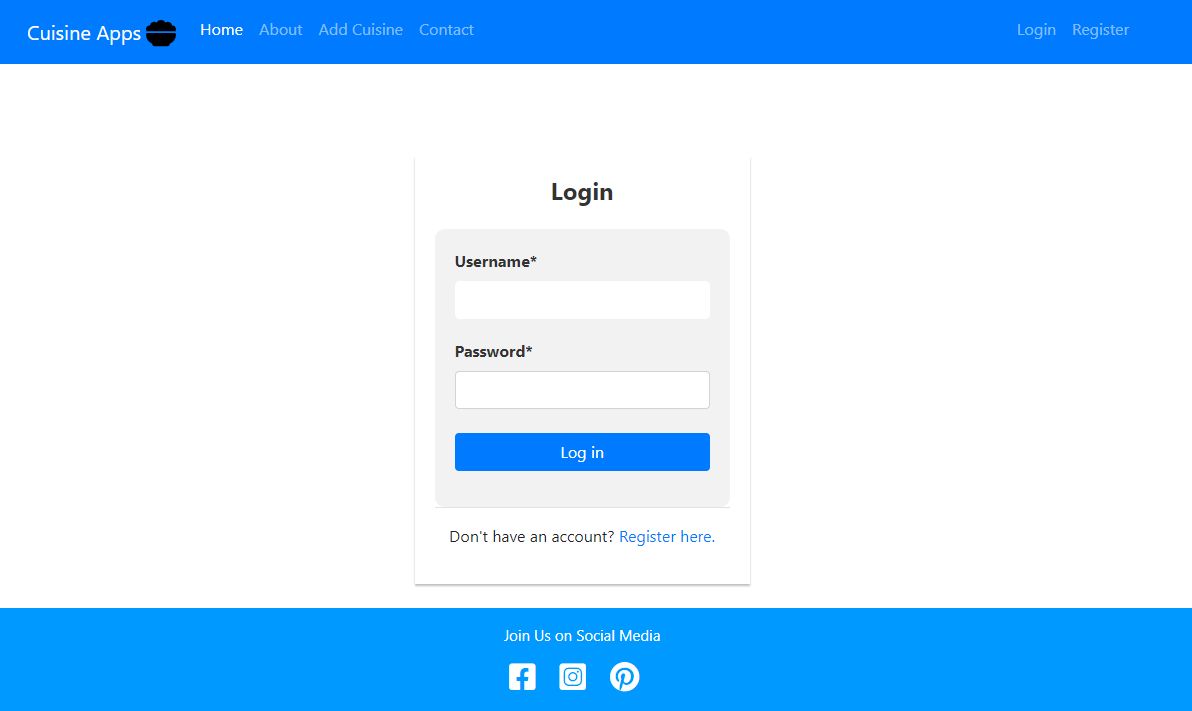 Cuisine Apps Home About Add Cuisine Contact Login Register
Login
Username*
Password*
Log in
Don't have an account? Register here.
Join Us on Social Media